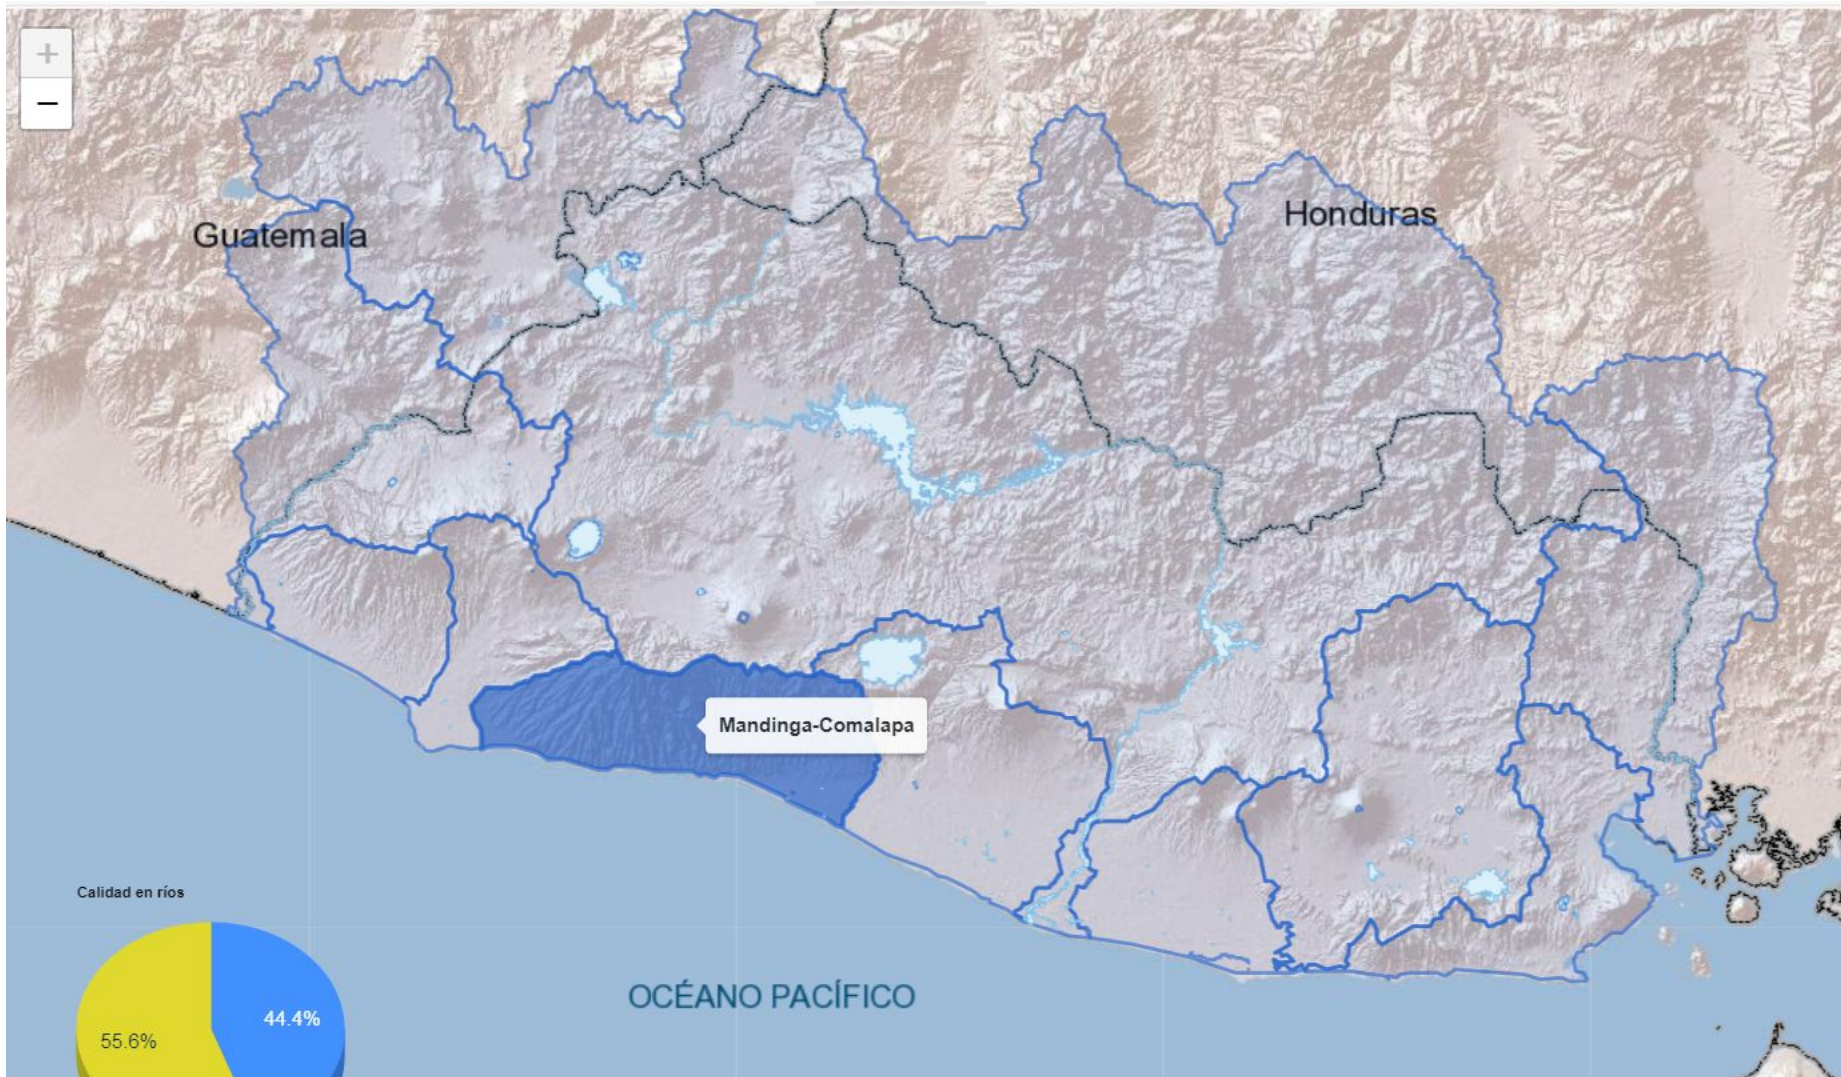 +
−
Honduras
Guatemala
Mandinga-Comalapa
Calidad en ríos
OCÉANO PACÍFICO
44.4%
55.6%